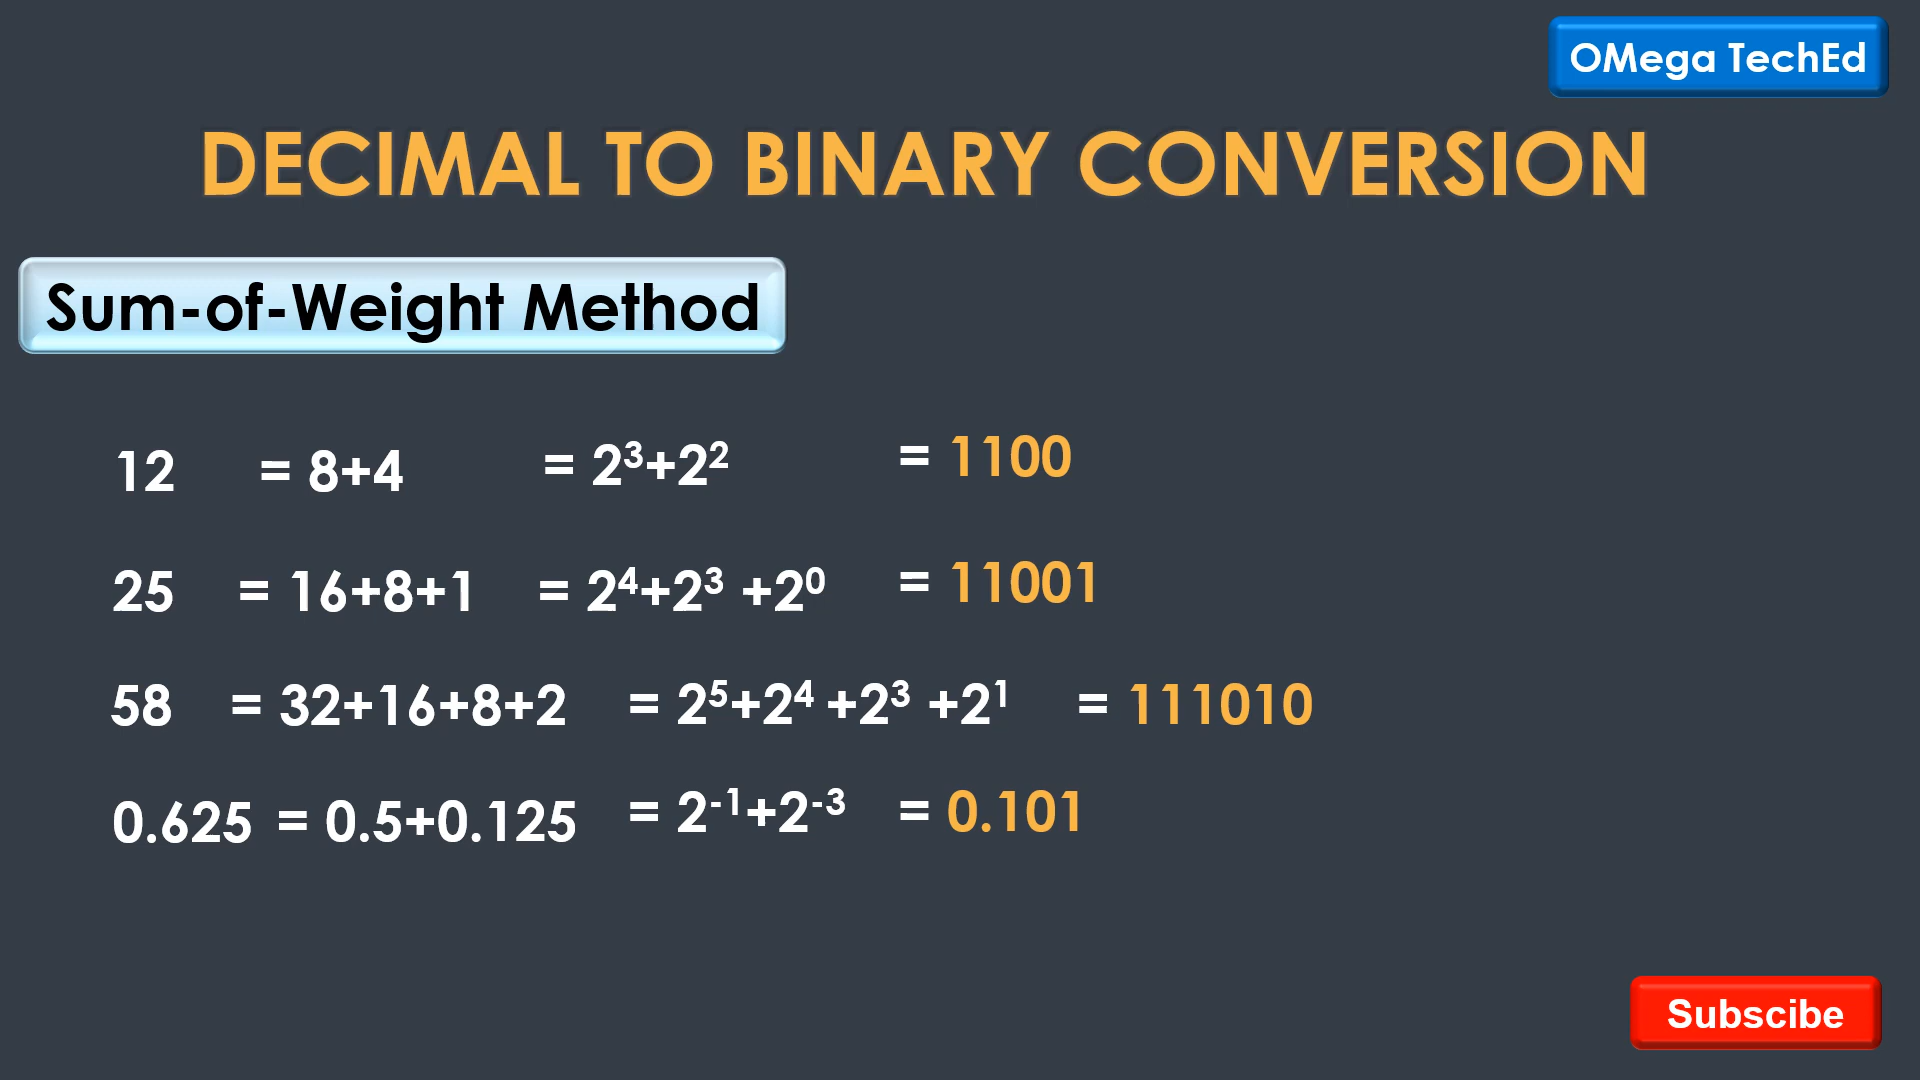 OMega TechEd
DECIMAL TO BINARY CONVERSION
Sum-of-Weight Method
12 = 8+4 = 2³+2² = 1100
25 = 16+8+1 = 2⁴+2³ +2⁰ = 11001
58 = 32+16+8+2 = 2⁵+2⁴ +2³ +2¹ = 111010
0.625 = 0.5+0.125 = 2⁻¹+2⁻³ = 0.101
Subscibe